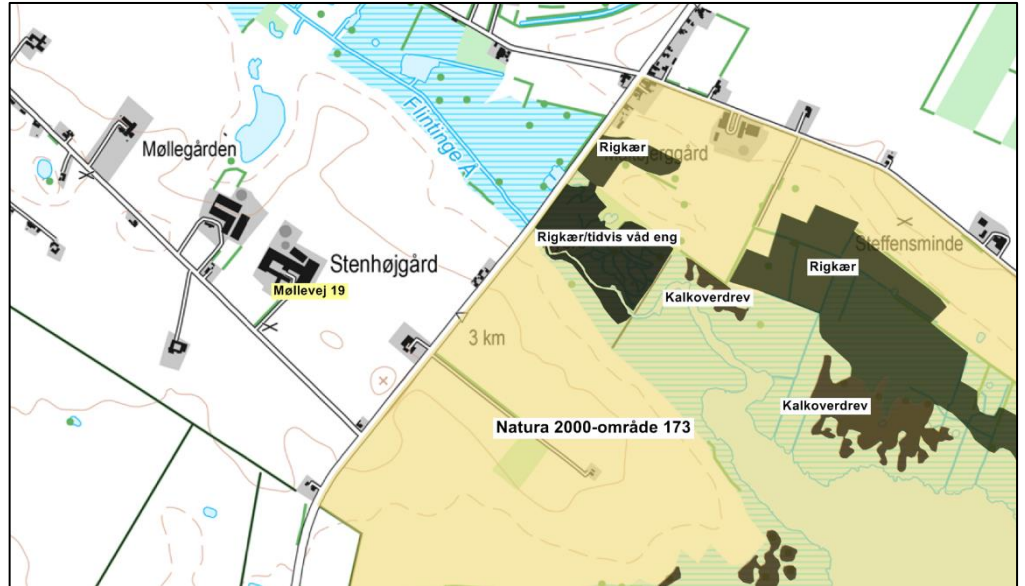 Flintinge Å
Møllegården
Rigkær
Rigkær/tidvis våd eng
Steffensminde
Rigkær
Stenhøjgård
Møllevej 19
Kalkoverdrev
3 km
Kalkoverdrev
Natura 2000-område 173